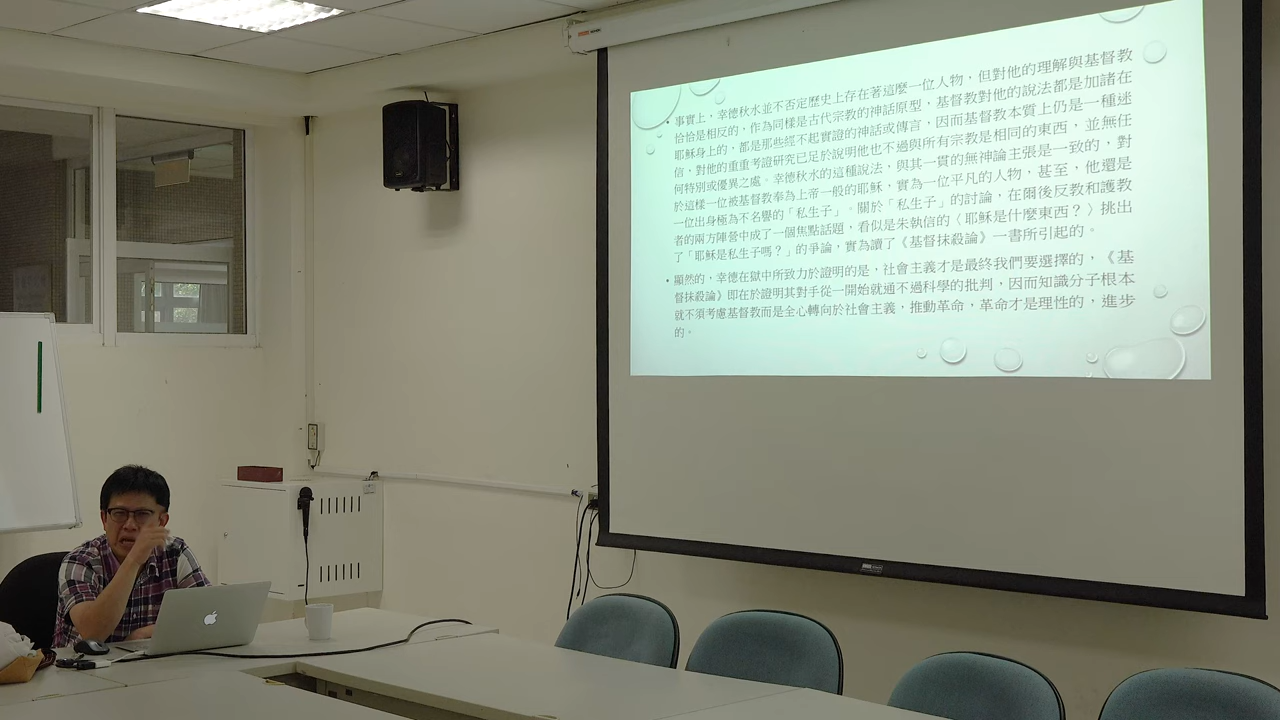 • 事實上，幸德秋水並不否定歷史上存在著這麼一位人物，但對他的理解與基督教
恰恰是相反的，作為同樣是古代宗教的神話原型，基督教對他的說法都是加諸在
耶穌身上的，都是那些經不起實證的神話或傳言，因而基督教本質上仍是一種迷
信，對他的重重考證研究已足於說明他也不過與所有宗教是相同的東西，並無任
何特別或優異之處。幸德秋水的這種說法，與其一貫的無神論主張是一致的，對
於這樣一位被基督教奉為上帝一般的耶穌，實為一位平凡的人物，甚至，他還是
一位出身極為不名譽的「私生子」。關於「私生子」的討論，在爾後反教和護教
者的兩方陣營中成了一個焦點話題，看似是朱執信的〈耶穌是什麼東西？〉挑出
了「耶穌是私生子嗎？」的爭論，實為讀了《基督抹殺論》一書所引起的。
• 顯然的，幸德在獄中所致力於證明的是，社會主義才是最終我們要選擇的，《基
督抹殺論》即在於證明其對手從一開始就通不過科學的批判，因而知識分子根本
就不須考慮基督教而是全心轉向於社會主義，推動革命，革命才是理性的，進步
的。